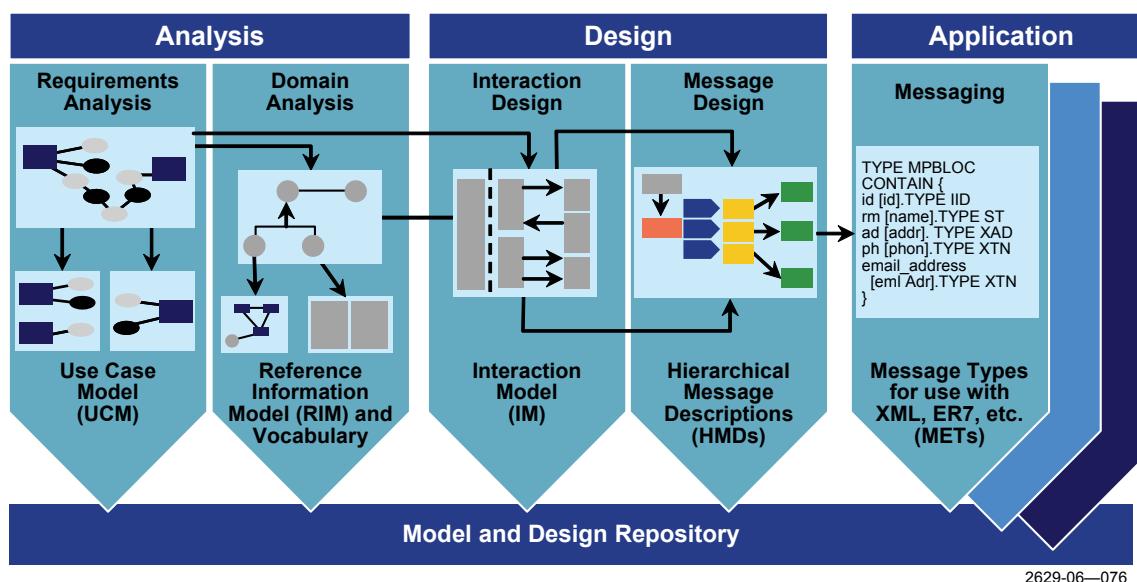 Analysis
Design
Application
Requirements
Analysis
Domain
Analysis
Interaction
Design
Message
Design
Messaging
TYPE MPBLOC
CONTAIN {
id [id].TYPE IID
rm [name].TYPE ST
ad [addr]. TYPE XAD
ph [phon].TYPE XTN
email_address
[eml Adr].TYPE XTN
}
Use Case
Model
(UCM)
Reference
Information
Model (RIM) and
Vocabulary
Interaction
Model
(IM)
Hierarchical
Message
Descriptions
(HMDs)
Message Types
for use with
XML, ER7, etc.
(METs)
Model and Design Repository
2629-06—076